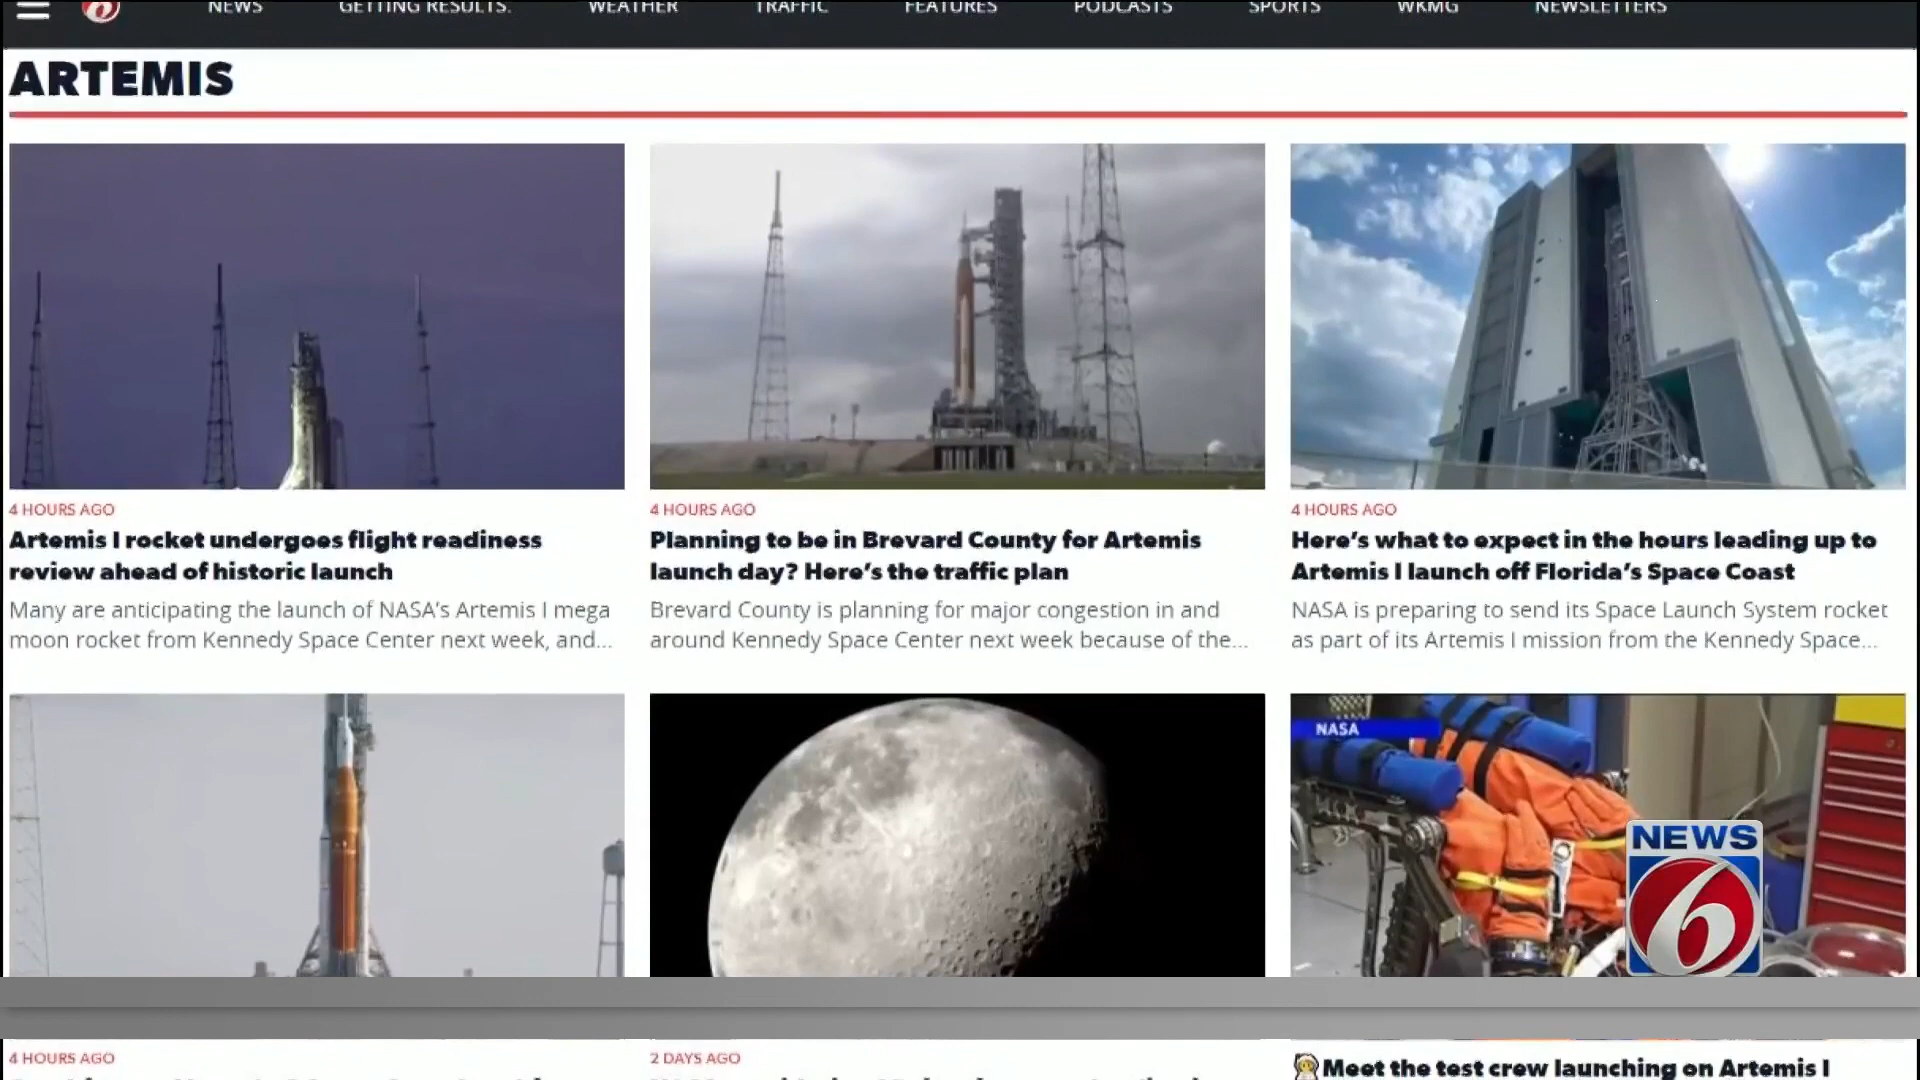 NEWS GETTING RESULTS. WEATHER TRAFFIC FEATURES PODCASTS SPORTS WKMG NEWSLETTERS
ARTEMIS
4 HOURS AGO
Artemis I rocket undergoes flight readiness
review ahead of historic launch
Many are anticipating the launch of NASA's Artemis I mega
moon rocket from Kennedy Space Center next week, and...
4 HOURS AGO
Planning to be in Brevard County for Artemis
launch day? Here's the traffic plan
Brevard County is planning for major congestion in and
around Kennedy Space Center next week because of the...
4 HOURS AGO
Here's what to expect in the hours leading up to
Artemis I launch off Florida's Space Coast
NASA is preparing to send its Space Launch System rocket
as part of its Artemis I mission from the Kennedy Space...
NASA
NEWS
6
4 HOURS AGO
2 DAYS AGO
Meet the test crew launching on Artemis I